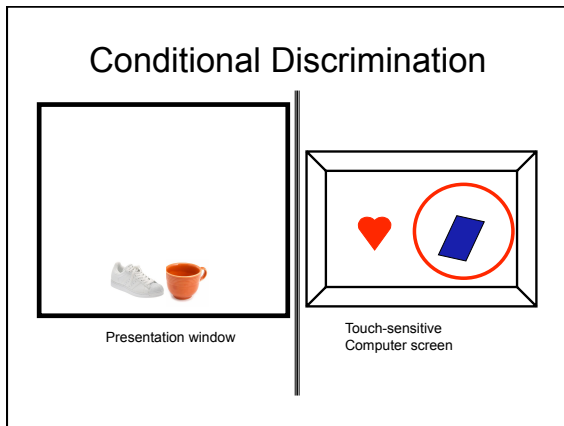 Conditional Discrimination
Presentation window
Touch-sensitive
Computer screen